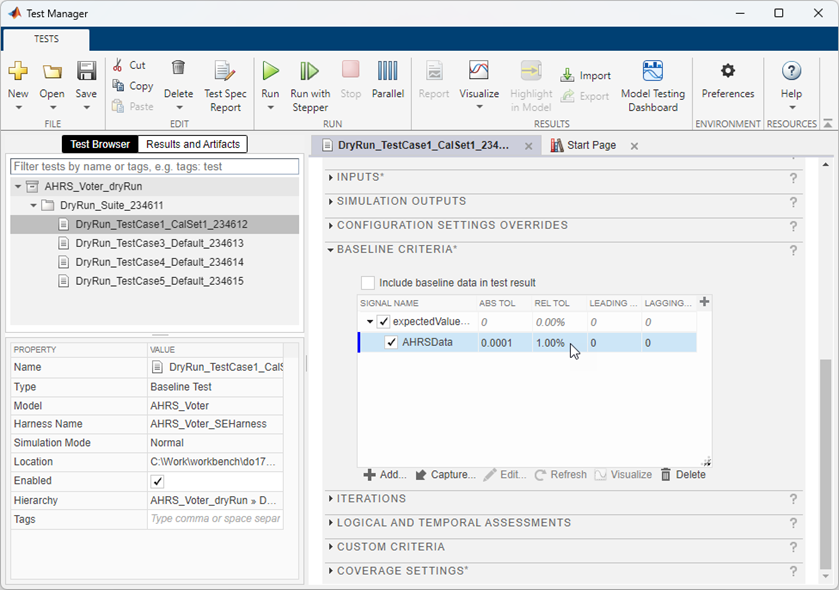 Test Manager
TESTS
New
Open
Save
Cut
Copy
Paste
Delete
Test Spec
Report
Run
Run with
Stepper
Stop
Parallel
Report
Visualize
Highlight
in Model
Import
Export
Model Testing
Dashboard
Preferences
Help
FILE
EDIT
RUN
RESULTS
ENVIRONMENT
RESOURCES
Test Browser
Results and Artifacts
Filter tests by name or tags, e.g. tags: test
AHRS_Voter_dryRun
DryRun_Suite_234611
DryRun_TestCase1_CalSet1_234612
DryRun_TestCase3_Default_234613
DryRun_TestCase4_Default_234614
DryRun_TestCase5_Default_234615
PROPERTY VALUE
Name DryRun_TestCase1_CalS
Type Baseline Test
Model AHRS_Voter
Harness Name AHRS_Voter_SEHarness
Simulation Mode Normal
Location C:\Work\workbench\do17...
Enabled
Hierarchy AHRS_Voter_dryRun » D...
Tags Type comma or space separ
DryRun_TestCase1_CalSet1_234...
Start Page
INPUTS* ?
SIMULATION OUTPUTS ?
CONFIGURATION SETTINGS OVERRIDES ?
BASELINE CRITERIA* ?
Include baseline data in test result
SIGNAL NAME ABS TOL REL TOL LEADING ... LAGGING...
expectedValue... 0 0.00% 0 0
AHRSData 0.0001 1.00% 0 0
Add... Capture... Edit... Refresh Visualize Delete
ITERATIONS ?
LOGICAL AND TEMPORAL ASSESSMENTS ?
CUSTOM CRITERIA ?
COVERAGE SETTINGS* ?